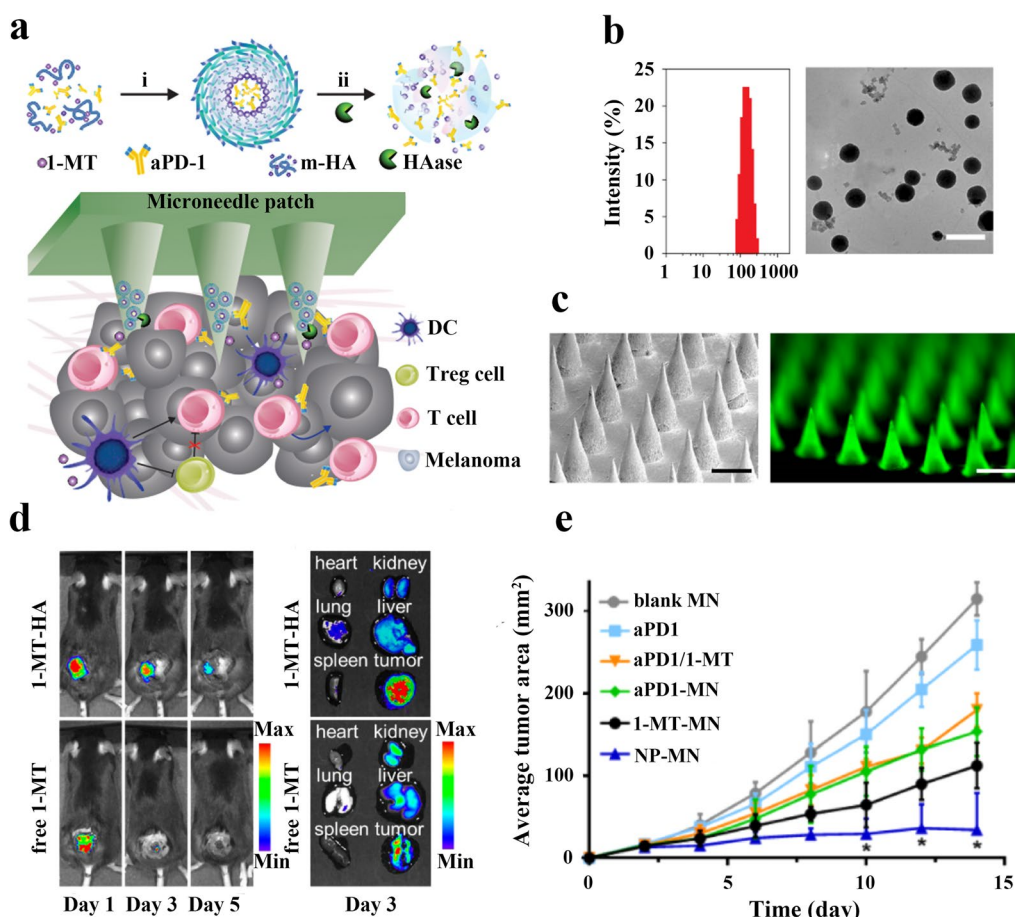 a
i
ii
1-MT
aPD-1
m-HA
HAase
Microneedle patch
DC
Treg cell
T cell
Melanoma
b
Intensity (%)
25
20
15
10
5
0
1
10
100
1000
c
d
1-MT-HA
free 1-MT
Max
Min
Day 1
Day 3
Day 5
1-MT-HA
free 1-MT
heart
kidney
lung
liver
spleen
tumor
heart
kidney
lung
liver
spleen
tumor
Max
Min
Day 3
e
Average tumor area (mm²)
300
200
100
0
blank MN
aPD1
aPD1/1-MT
aPD1-MN
1-MT-MN
NP-MN
* * *
0
5
10
15
Time (day)